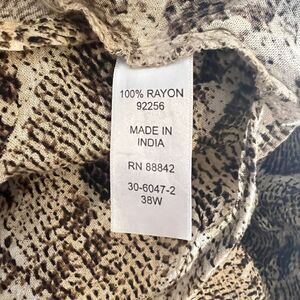 100% RAYON
92256
MADE IN
INDIA
RN 88842
30-6047-2
38W